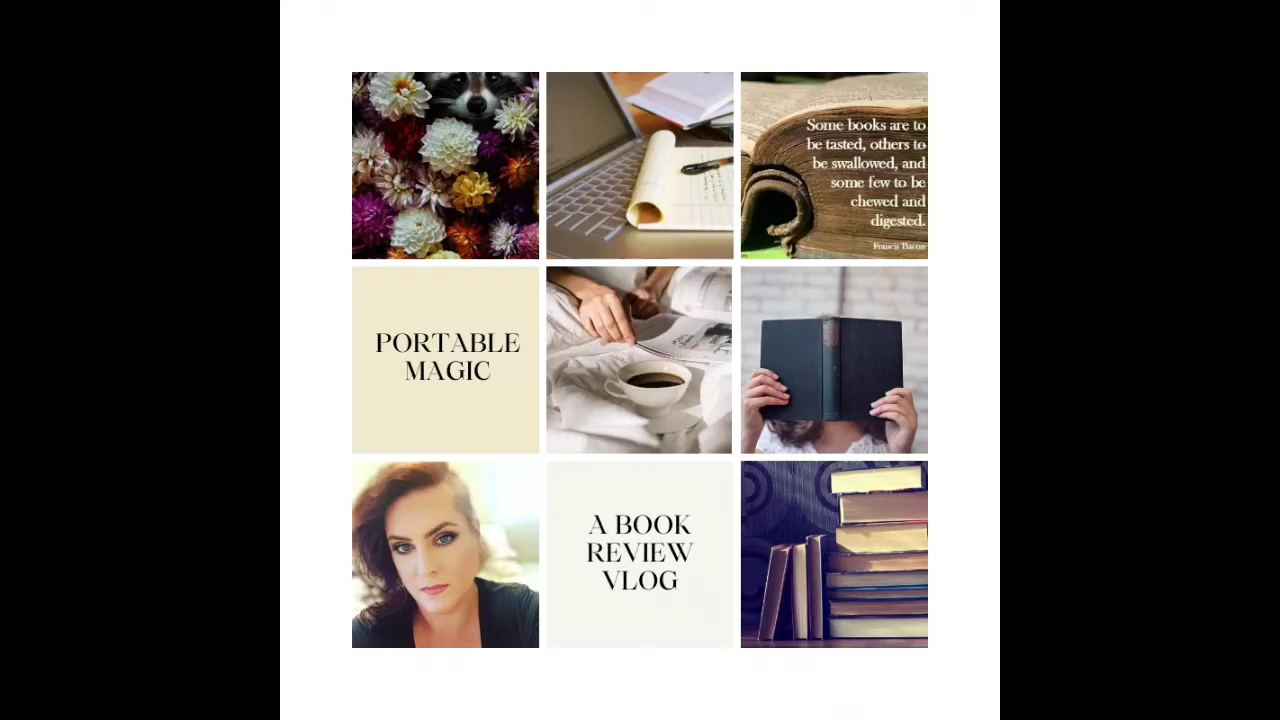 Some books are to
be tasted, others to
be swallowed, and
some few to be
chewed and
digested.
Francis Bacon
PORTABLE
MAGIC
A BOOK
REVIEW
VLOG